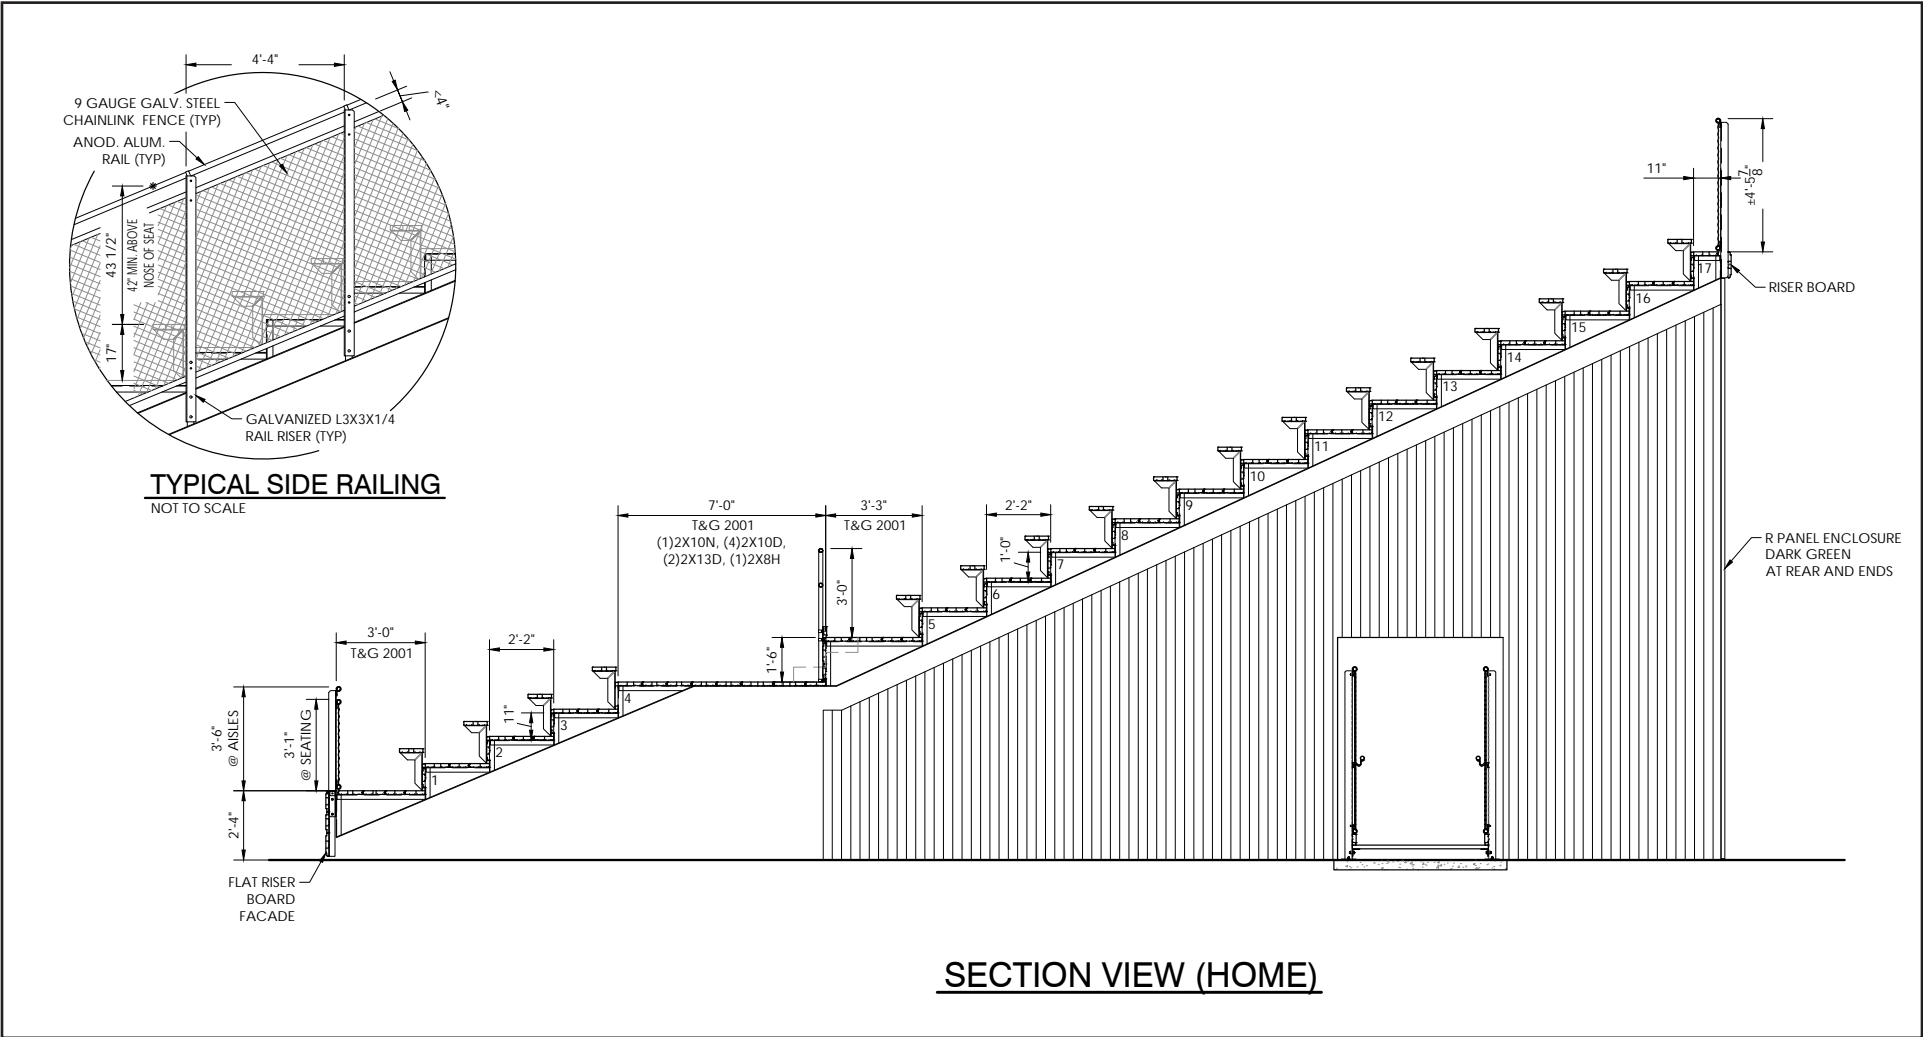 4'-4"
<4"
9 GAUGE GALV. STEEL
CHAINLINK FENCE (TYP)
ANOD. ALUM.
RAIL (TYP)
43 1/2"
42" MIN. ABOVE
NOSE OF SEAT
17"
GALVANIZED L3X3X1/4
RAIL RISER (TYP)
TYPICAL SIDE RAILING
NOT TO SCALE
11"
±4'-5 7/8
RISER BOARD
17
16
15
14
13
12
11
10
9
8
7
6
5
4
3
2
1
7'-0"
T&G 2001
(1)2X10N, (4)2X10D,
(2)2X13D, (1)2X8H
3'-3"
T&G 2001
2'-2"
1'-0"
3'-0"
1'-6"
3'-0"
T&G 2001
2'-2"
11"
3'-6"
@ AISLES
3'-1"
@ SEATING
2'-4"
FLAT RISER
BOARD
FACADE
R PANEL ENCLOSURE
DARK GREEN
AT REAR AND ENDS
SECTION VIEW (HOME)